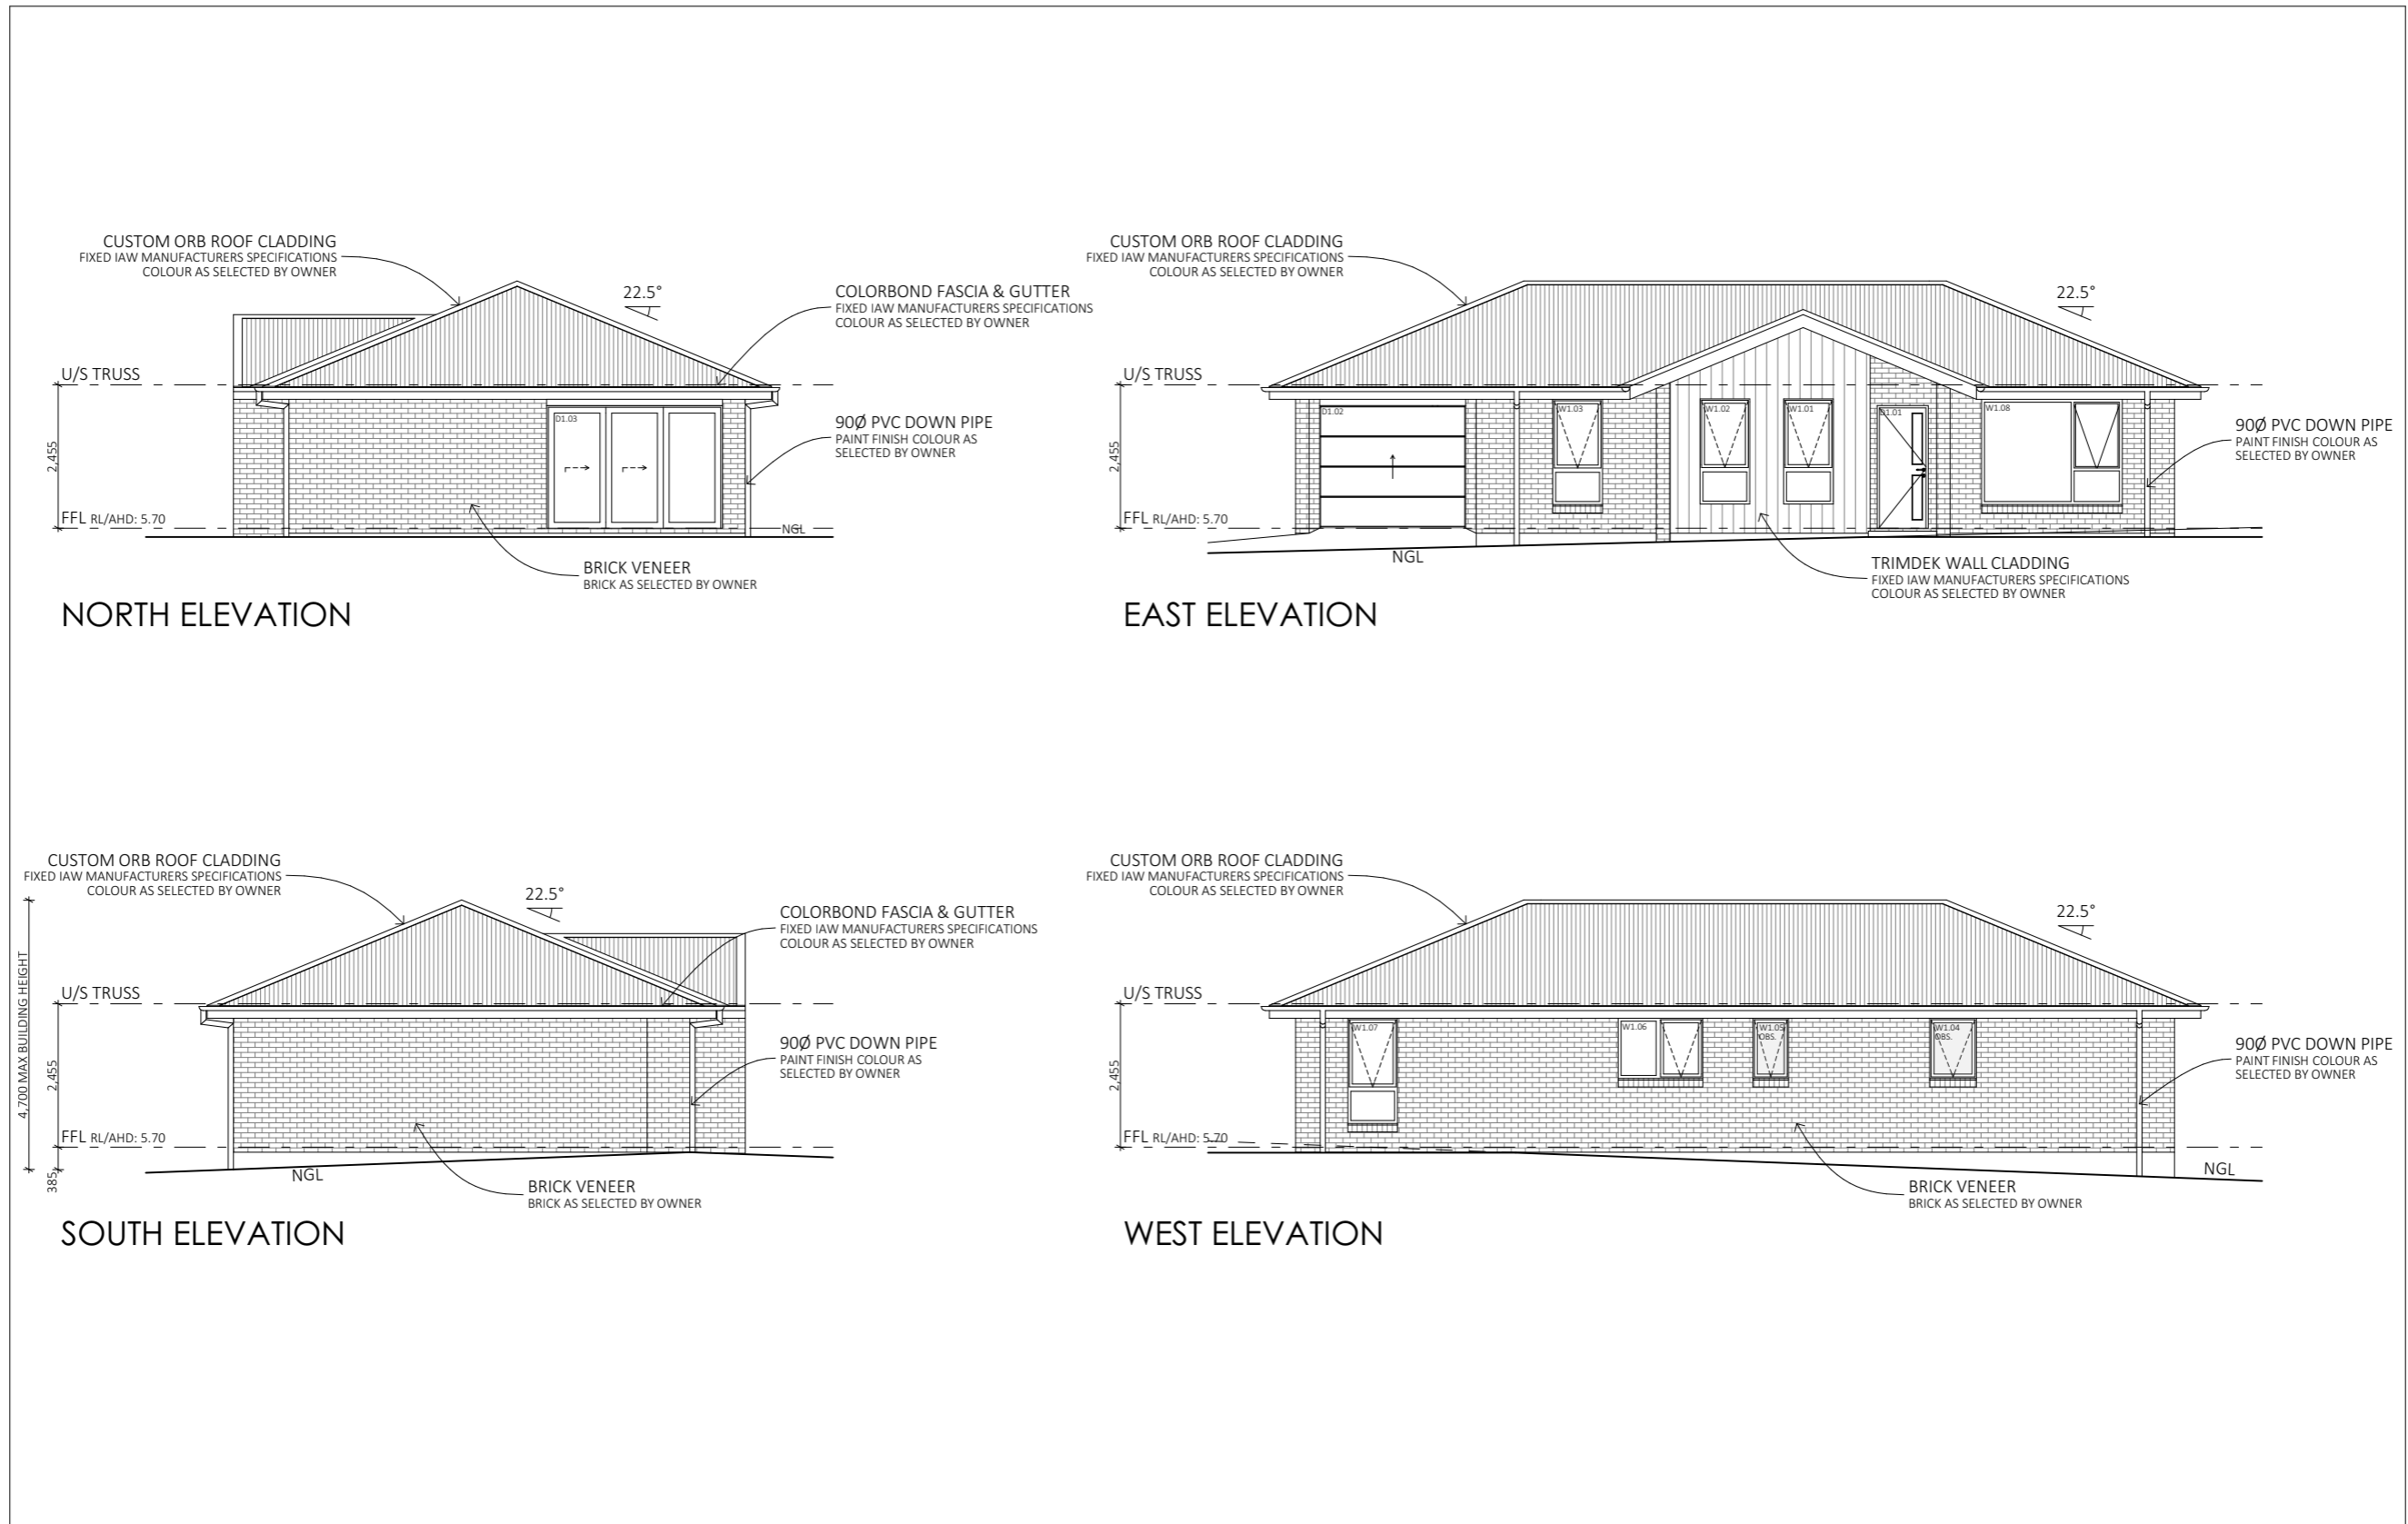 CUSTOM ORB ROOF CLADDING
FIXED IAW MANUFACTURERS SPECIFICATIONS
COLOUR AS SELECTED BY OWNER
22.5°
COLORBOND FASCIA & GUTTER
FIXED IAW MANUFACTURERS SPECIFICATIONS
COLOUR AS SELECTED BY OWNER
U/S TRUSS
2,455
D1.03
90Ø PVC DOWN PIPE
PAINT FINISH COLOUR AS
SELECTED BY OWNER
FFL RL/AHD: 5.70
NGL
BRICK VENEER
BRICK AS SELECTED BY OWNER
NORTH ELEVATION
CUSTOM ORB ROOF CLADDING
FIXED IAW MANUFACTURERS SPECIFICATIONS
COLOUR AS SELECTED BY OWNER
22.5°
U/S TRUSS
2,455
D1.02
W1.03
W1.02
W1.01
D1.01
W1.08
90Ø PVC DOWN PIPE
PAINT FINISH COLOUR AS
SELECTED BY OWNER
FFL RL/AHD: 5.70
NGL
TRIMDEK WALL CLADDING
FIXED IAW MANUFACTURERS SPECIFICATIONS
COLOUR AS SELECTED BY OWNER
EAST ELEVATION
CUSTOM ORB ROOF CLADDING
FIXED IAW MANUFACTURERS SPECIFICATIONS
COLOUR AS SELECTED BY OWNER
22.5°
COLORBOND FASCIA & GUTTER
FIXED IAW MANUFACTURERS SPECIFICATIONS
COLOUR AS SELECTED BY OWNER
4,700 MAX BUILDING HEIGHT
U/S TRUSS
2,455
90Ø PVC DOWN PIPE
PAINT FINISH COLOUR AS
SELECTED BY OWNER
FFL RL/AHD: 5.70
385
NGL
BRICK VENEER
BRICK AS SELECTED BY OWNER
SOUTH ELEVATION
CUSTOM ORB ROOF CLADDING
FIXED IAW MANUFACTURERS SPECIFICATIONS
COLOUR AS SELECTED BY OWNER
22.5°
U/S TRUSS
2,455
W1.07
W1.06
W1.05
OBS.
W1.04
OBS.
90Ø PVC DOWN PIPE
PAINT FINISH COLOUR AS
SELECTED BY OWNER
FFL RL/AHD: 5.70
NGL
BRICK VENEER
BRICK AS SELECTED BY OWNER
WEST ELEVATION